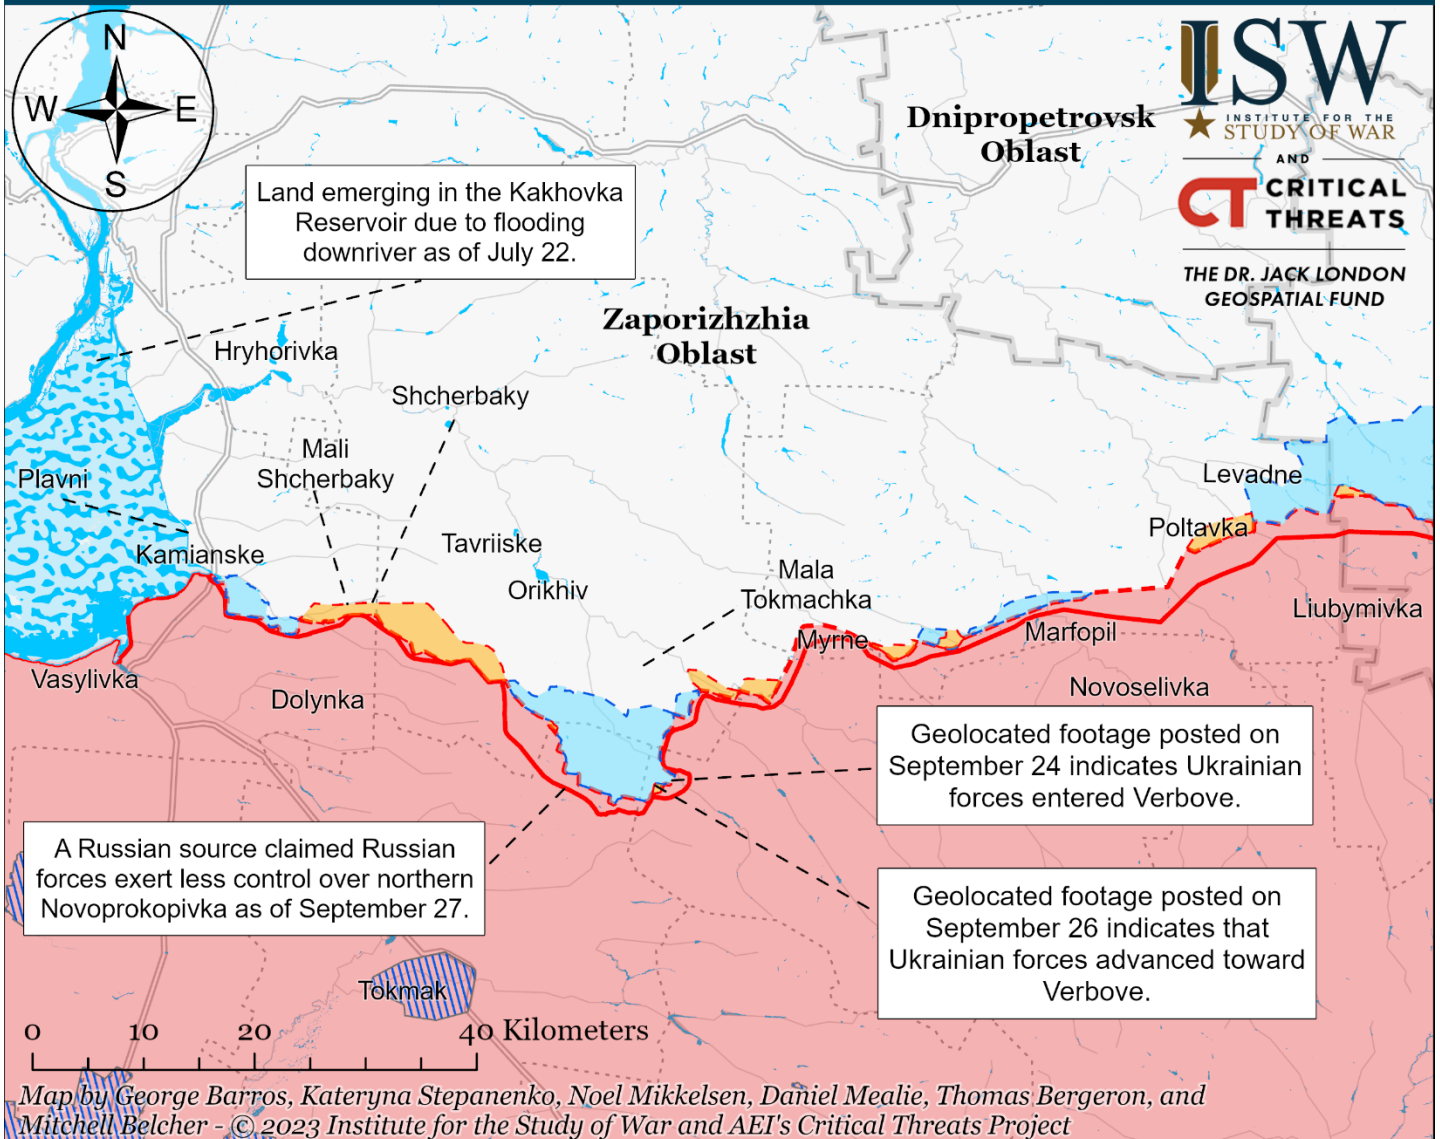 N
W
E
S
ISW
INSTITUTE FOR THE
STUDY OF WAR
AND
CT CRITICAL
THREATS
THE DR. JACK LONDON
GEOSPATIAL FUND
Dnipropetrovsk
Oblast
Land emerging in the Kakhovka
Reservoir due to flooding
downriver as of July 22.
Zaporizhzhia
Oblast
Hryhorivka
Shcherbaky
Mali
Shcherbaky
Plavni
Levadne
Poltavka
Kamianske
Tavriiske
Orikhiv
Mala
Tokmachka
Liubymivka
Myrne
Marfopil
Vasylivka
Dolynka
Novoselivka
Geolocated footage posted on
September 24 indicates Ukrainian
forces entered Verbove.
A Russian source claimed Russian
forces exert less control over northern
Novoprokopivka as of September 27.
Geolocated footage posted on
September 26 indicates that
Ukrainian forces advanced toward
Verbove.
Tokmak
0 10 20 40 Kilometers
Map by George Barros, Kateryna Stepanenko, Noel Mikkelsen, Daniel Mealie, Thomas Bergeron, and
Mitchell Belcher - © 2023 Institute for the Study of War and AEI's Critical Threats Project